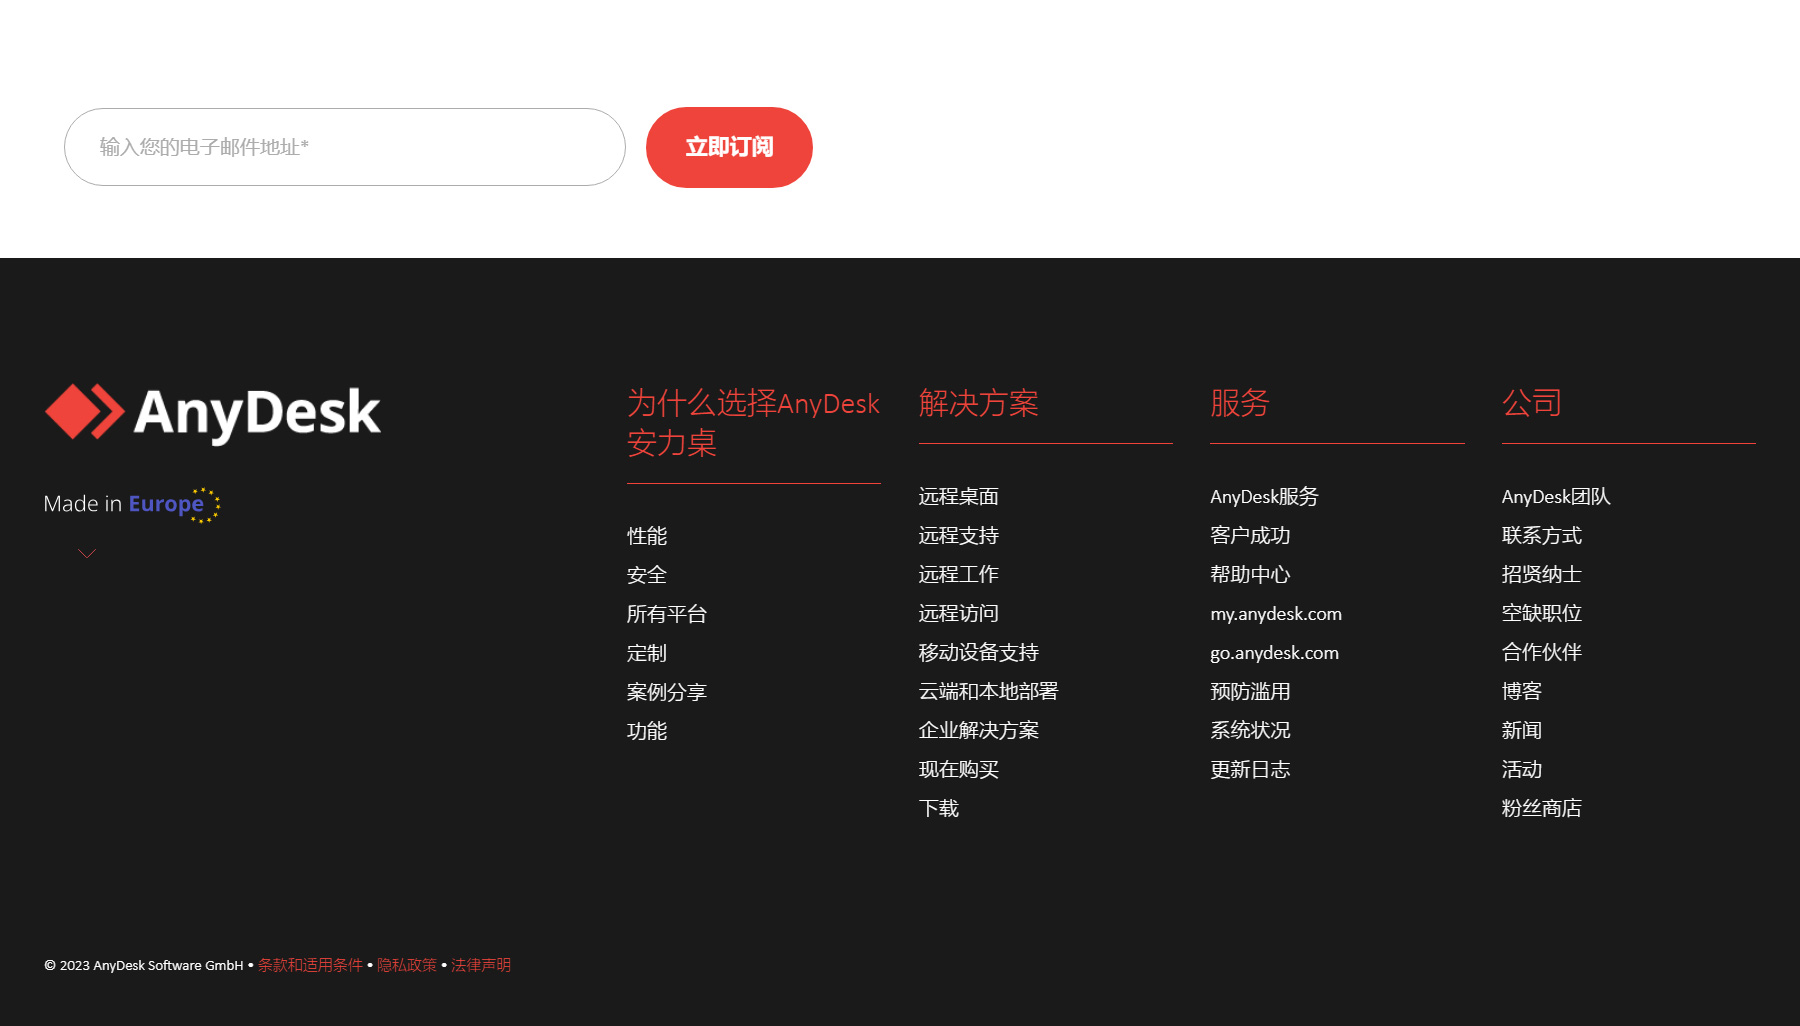 输入您的电子邮件地址*
立即订阅
AnyDesk
Made in Europe
为什么选择AnyDesk
安力桌
性能
安全
所有平台
定制
案例分享
功能
解决方案
远程桌面
远程支持
远程工作
远程访问
移动设备支持
云端和本地部署
企业解决方案
现在购买
下载
服务
AnyDesk服务
客户成功
帮助中心
my.anydesk.com
go.anydesk.com
预防滥用
系统状况
更新日志
公司
AnyDesk团队
联系方式
招贤纳士
空缺职位
合作伙伴
博客
新闻
活动
粉丝商店
© 2023 AnyDesk Software GmbH • 条款和适用条件 • 隐私政策 • 法律声明